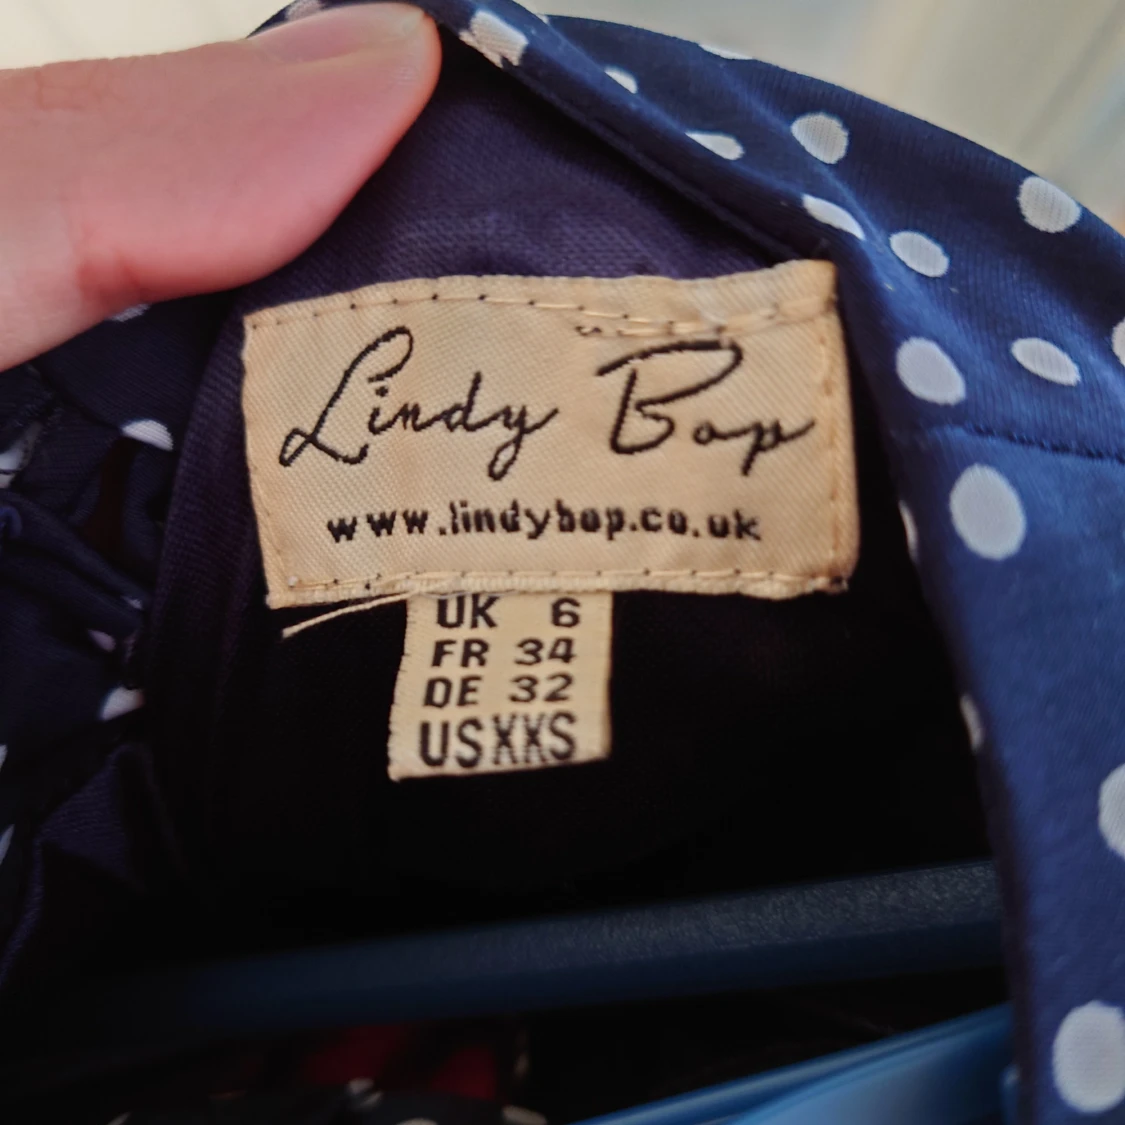 Lindy Bop
www.lindybop.co.uk
UK 6
FR 34
DE 32
US XXS